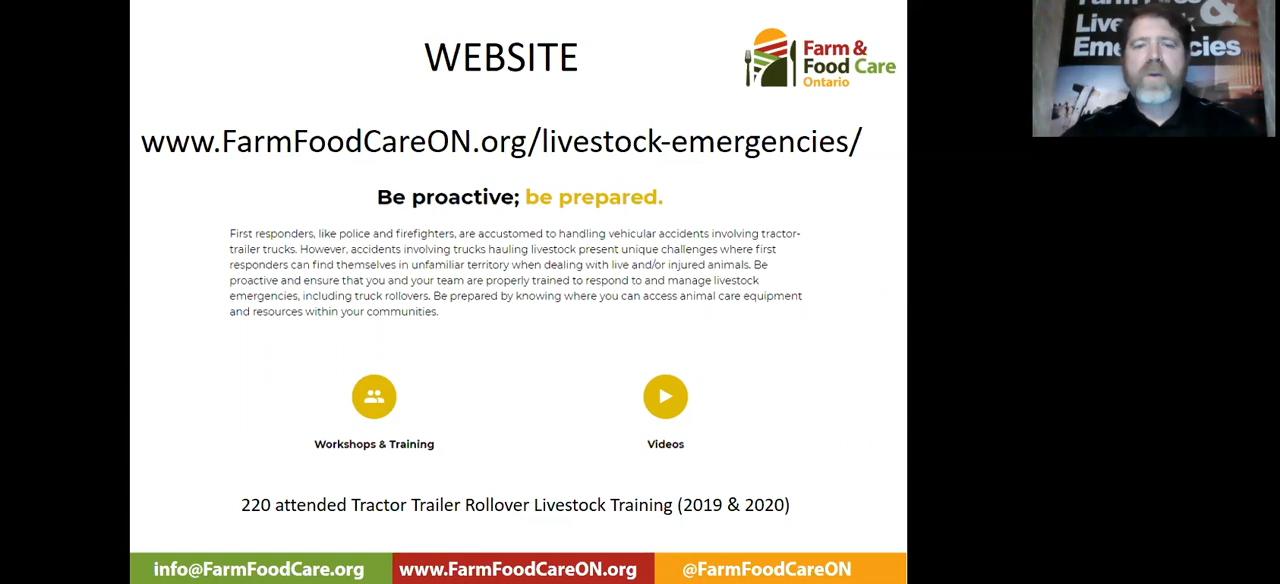 WEBSITE
Farm &
Food Care
Ontario
www.FarmFoodCareON.org/livestock-emergencies/
Be proactive; be prepared.
First responders, like police and firefighters, are accustomed to handling vehicular accidents involving tractor-
trailer trucks. However, accidents involving trucks hauling livestock present unique challenges where first
responders can find themselves in unfamiliar territory when dealing with live and/or injured animals. Be
proactive and ensure that you and your team are properly trained to respond to and manage livestock
emergencies, including truck rollovers. Be prepared by knowing where you can access animal care equipment
and resources within your communities.
Workshops & Training
Videos
220 attended Tractor Trailer Rollover Livestock Training (2019 & 2020)
info@FarmFoodCare.org
www.FarmFoodCareON.org
@FarmFoodCareON
&